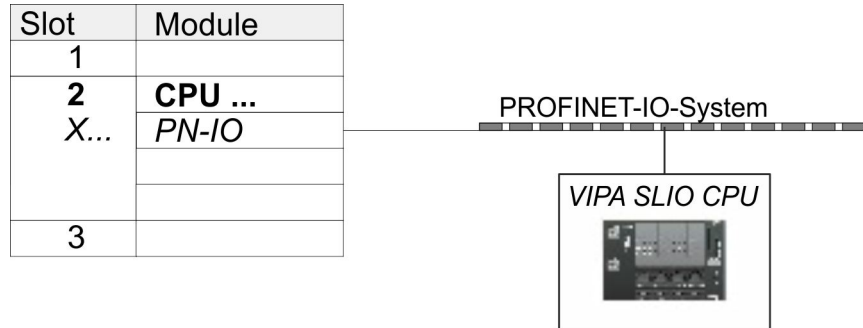 Slot Module
1
2 CPU ...
X... PN-IO
3
PROFINET-IO-System
VIPA SLIO CPU